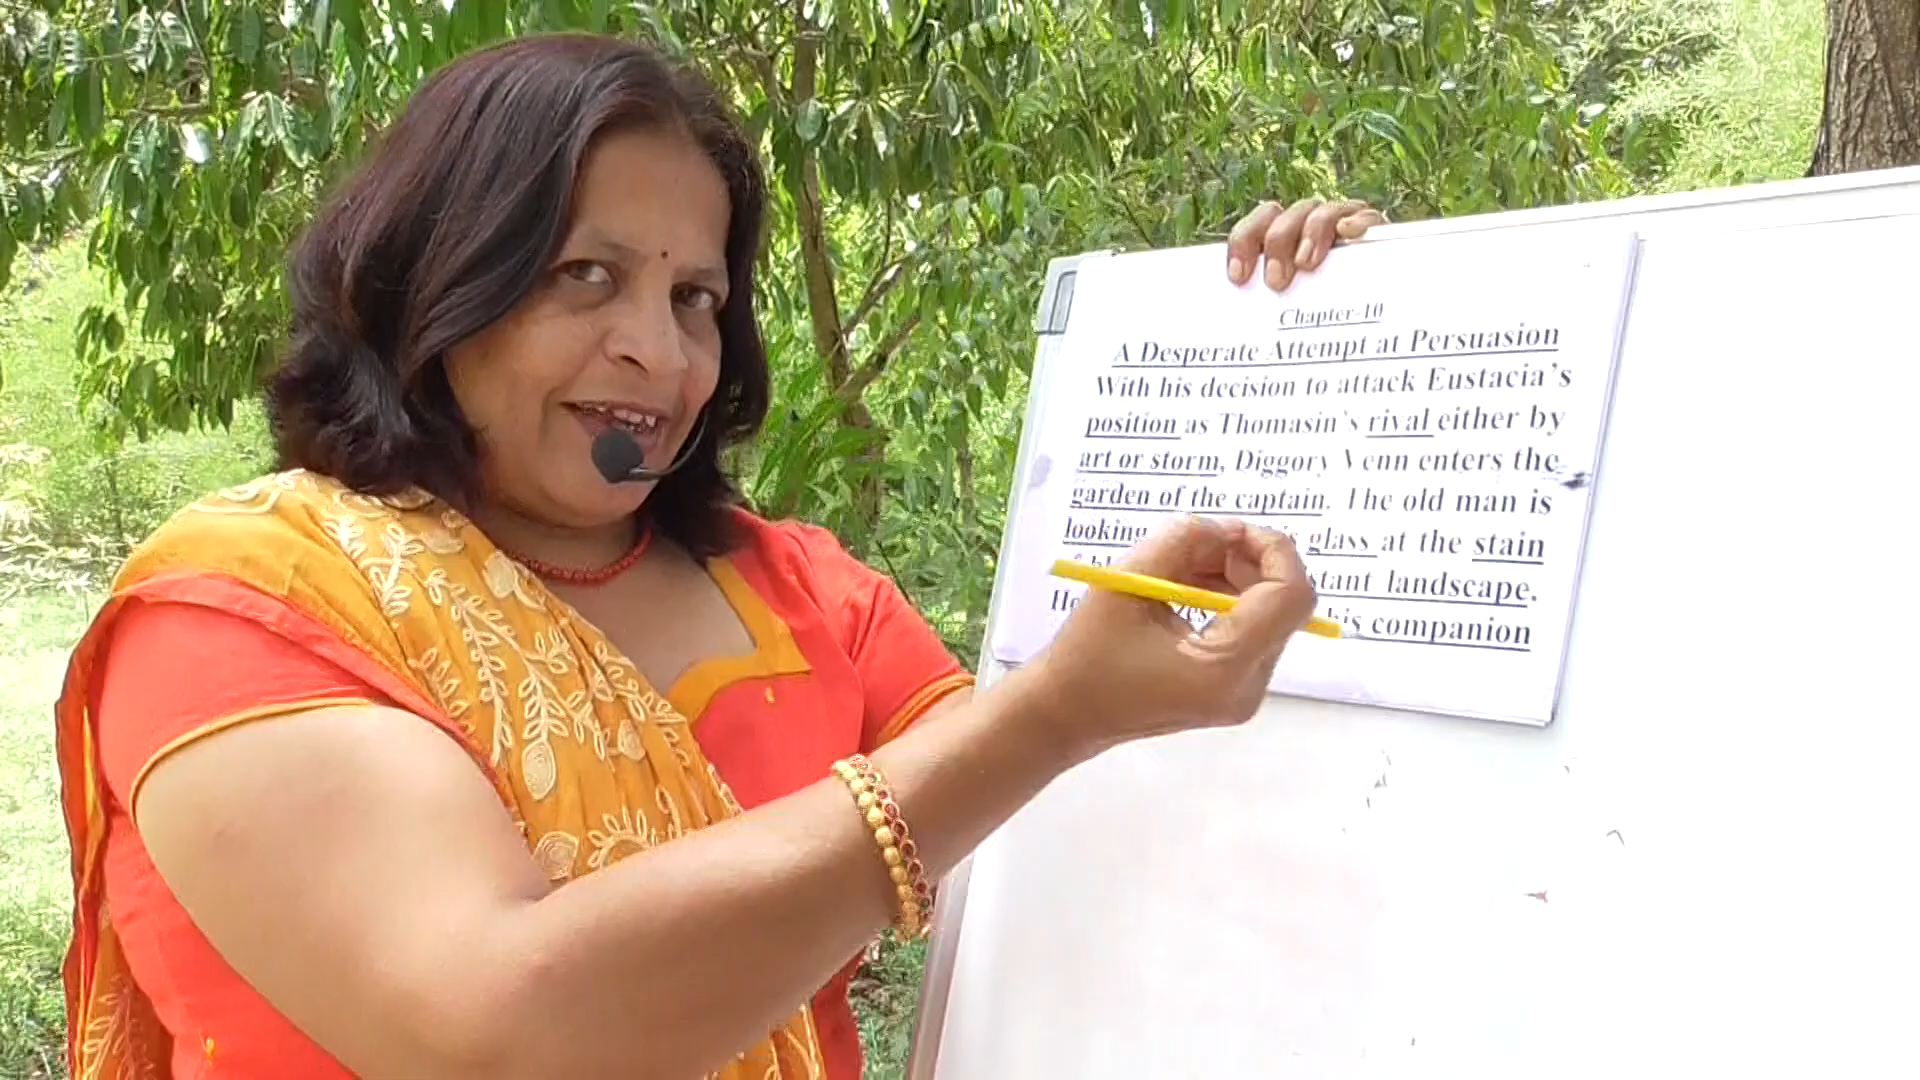 Chapter-10
A Desperate Attempt at Persuasion
With his decision to attack Eustacia's
position as Thomasin's rival either by
art or storm, Diggory Venn enters the
garden of the captain. The old man is
looking glass at the stain
landscape.
his companion